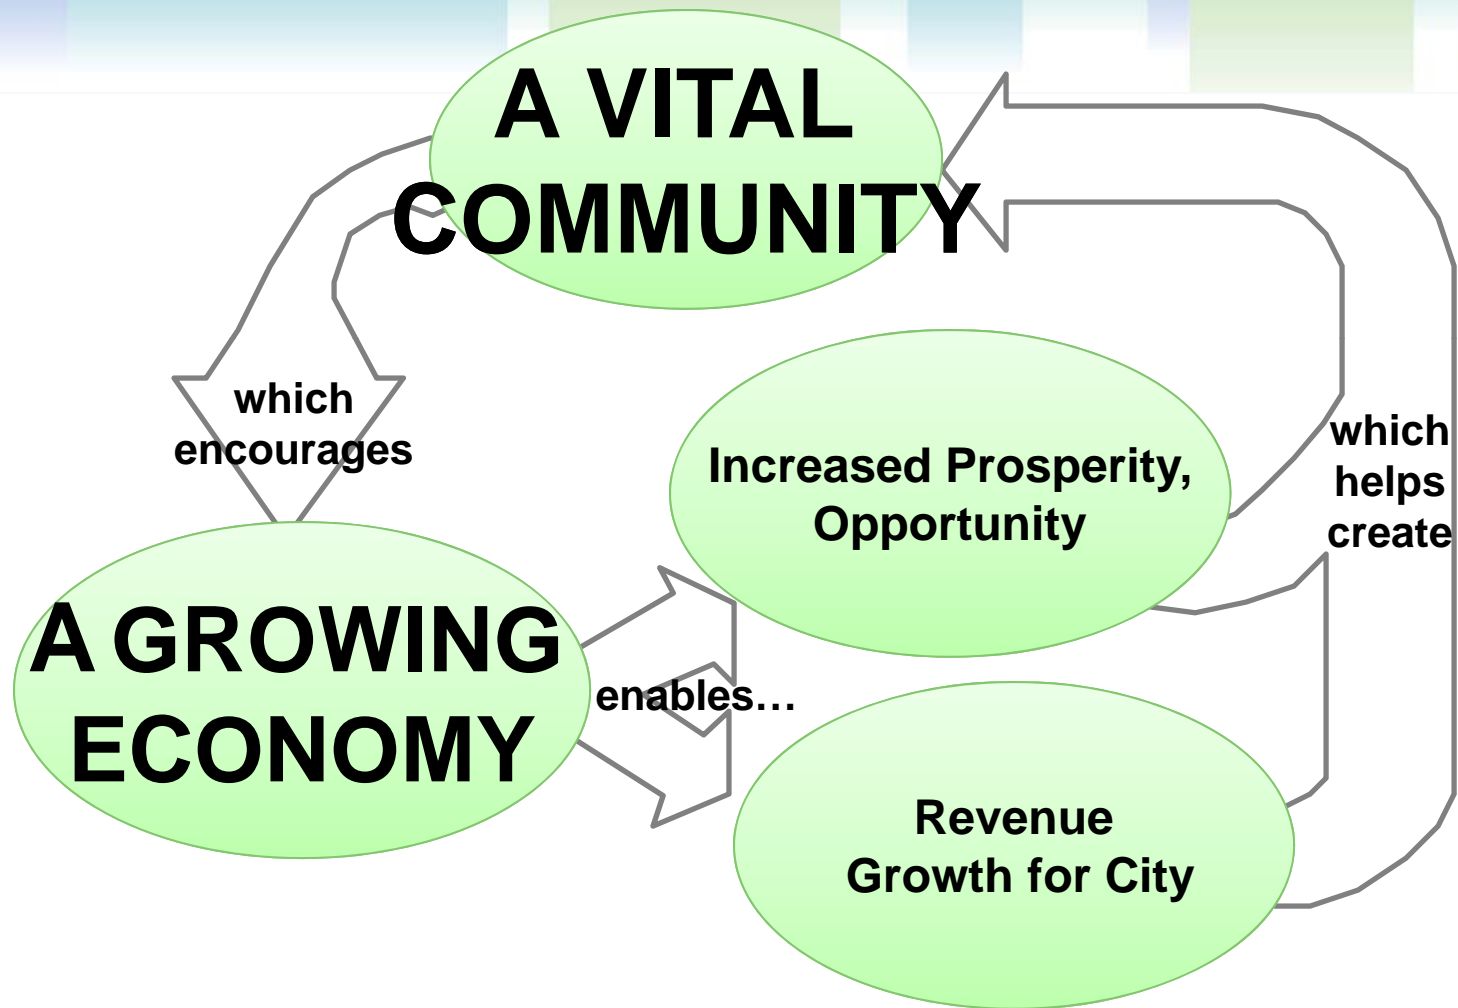 A VITAL
COMMUNITY
which
encourages
Increased Prosperity,
Opportunity
which
helps
create
A GROWING
ECONOMY
enables…
Revenue
Growth for City